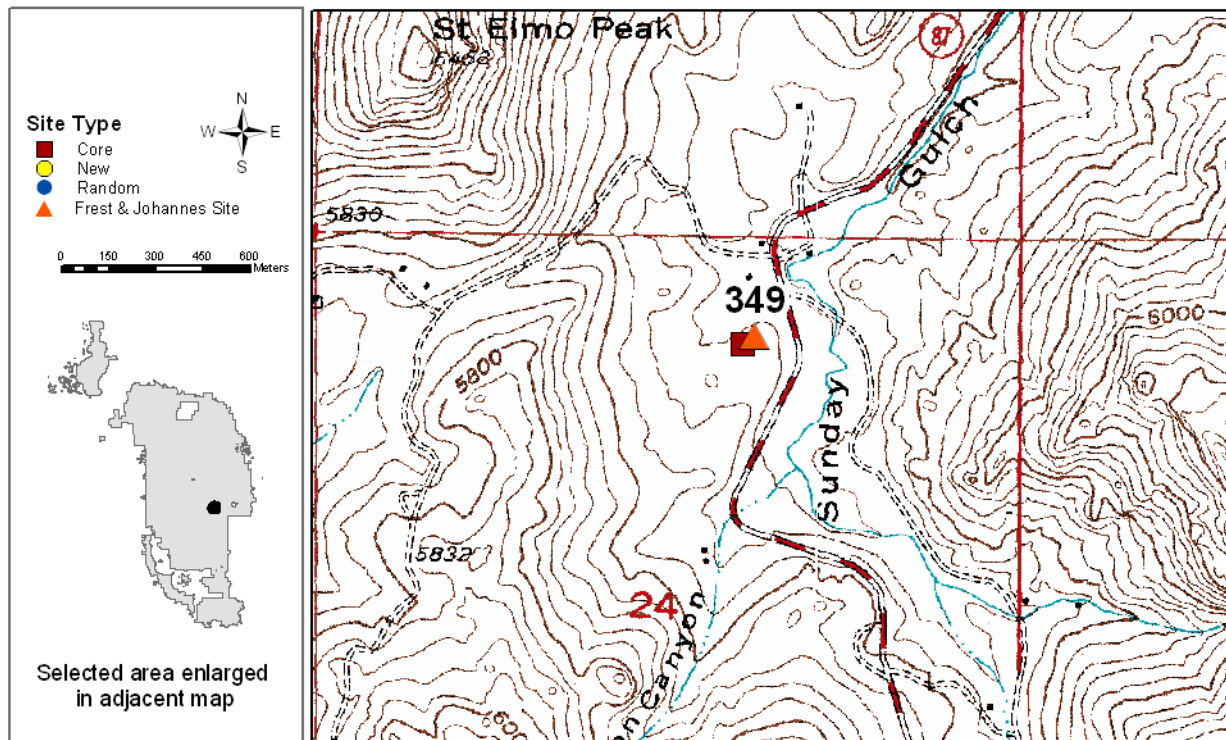 N
W E
S
Site Type
Core
New
Random
Frest & Johannes Site
0 150 300 450 600
Meters
Selected area enlarged
in adjacent map
St Elmo Peak
87
Gulch
5830
349
6000
5800
Sunday
5832
24
Canyon